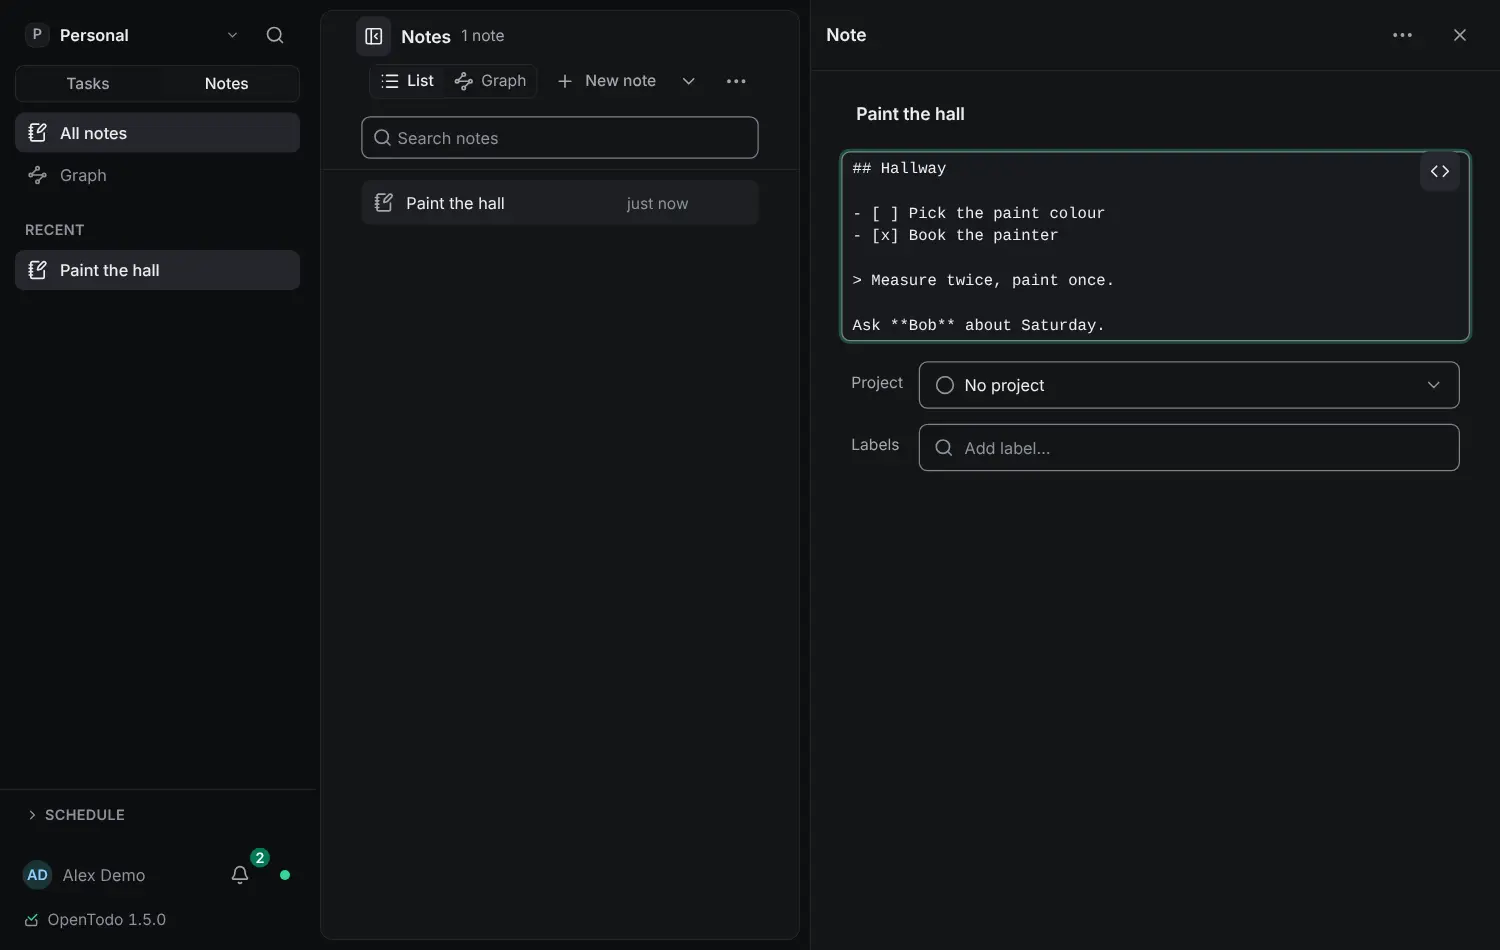 P Personal
Tasks Notes
All notes
Graph
RECENT
Paint the hall
SCHEDULE
AD Alex Demo 2
OpenTodo 1.5.0
Notes 1 note
List Graph New note
Search notes
Paint the hall just now
Note
Paint the hall
## Hallway
- [ ] Pick the paint colour
- [x] Book the painter
> Measure twice, paint once.
Ask **Bob** about Saturday.
Project No project
Labels Add label...